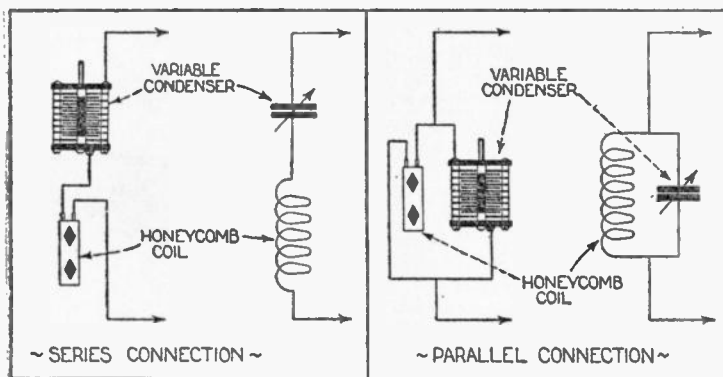 VARIABLE
CONDENSER
HONEYCOMB
COIL
~ SERIES CONNECTION ~
VARIABLE
CONDENSER
HONEYCOMB
COIL
~ PARALLEL CONNECTION ~